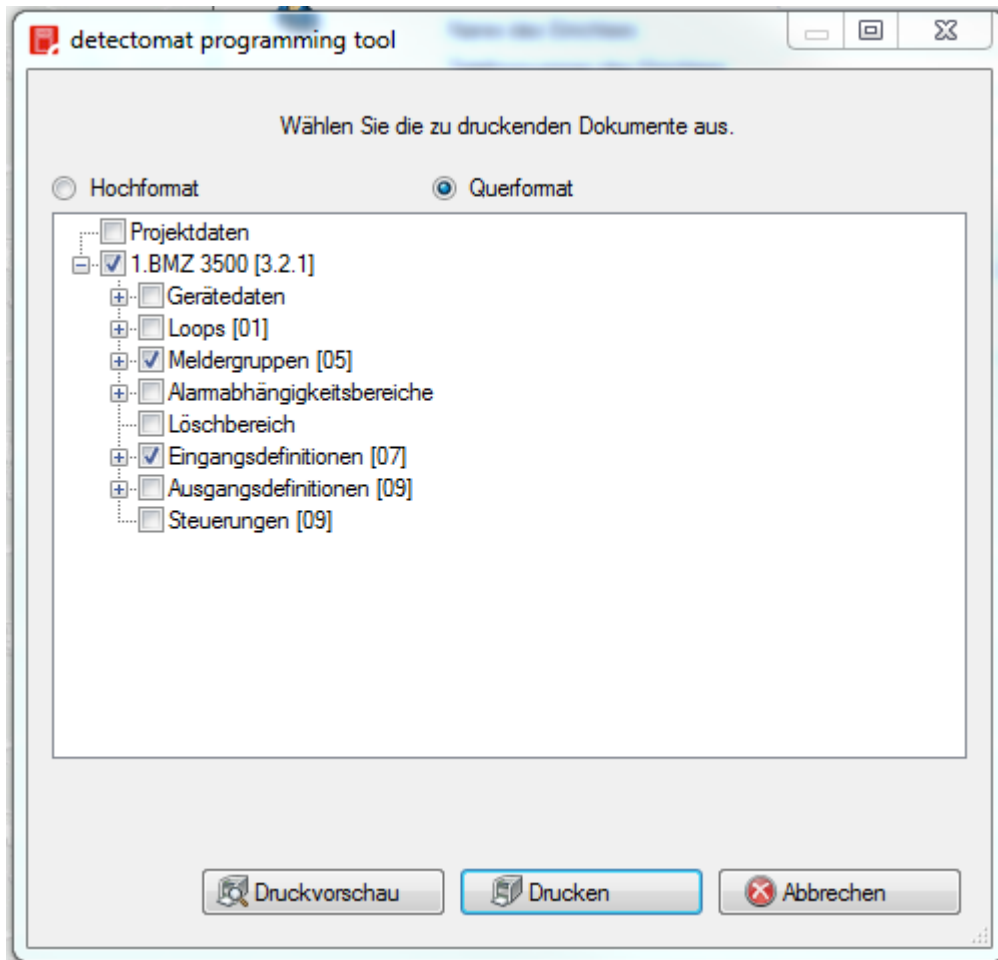 detectomat programming tool
Wählen Sie die zu druckenden Dokumente aus.
Hochformat Querformat
Projektdaten
1.BMZ 3500 [3.2.1]
Gerätedaten
Loops [01]
Meldergruppen [05]
Alarmabhängigkeitsbereiche
Löschbereich
Eingangsdefinitionen [07]
Ausgangsdefinitionen [09]
Steuerungen [09]
Druckvorschau Drucken Abbrechen